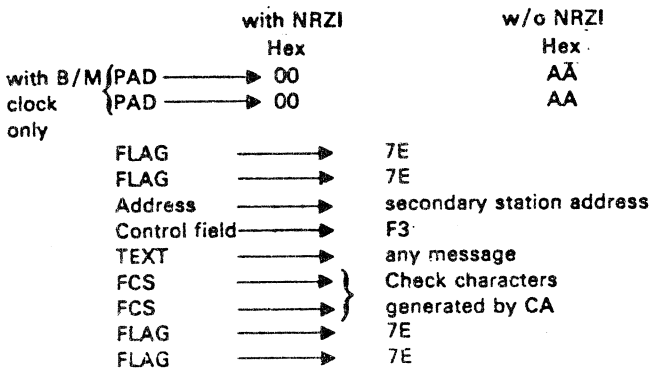 with NRZI w/o NRZI
Hex Hex
with B/M PAD 00 AA
clock PAD 00 AA
only
FLAG 7E
FLAG 7E
Address secondary station address
Control field F3
TEXT any message
FCS Check characters
FCS generated by CA
FLAG 7E
FLAG 7E